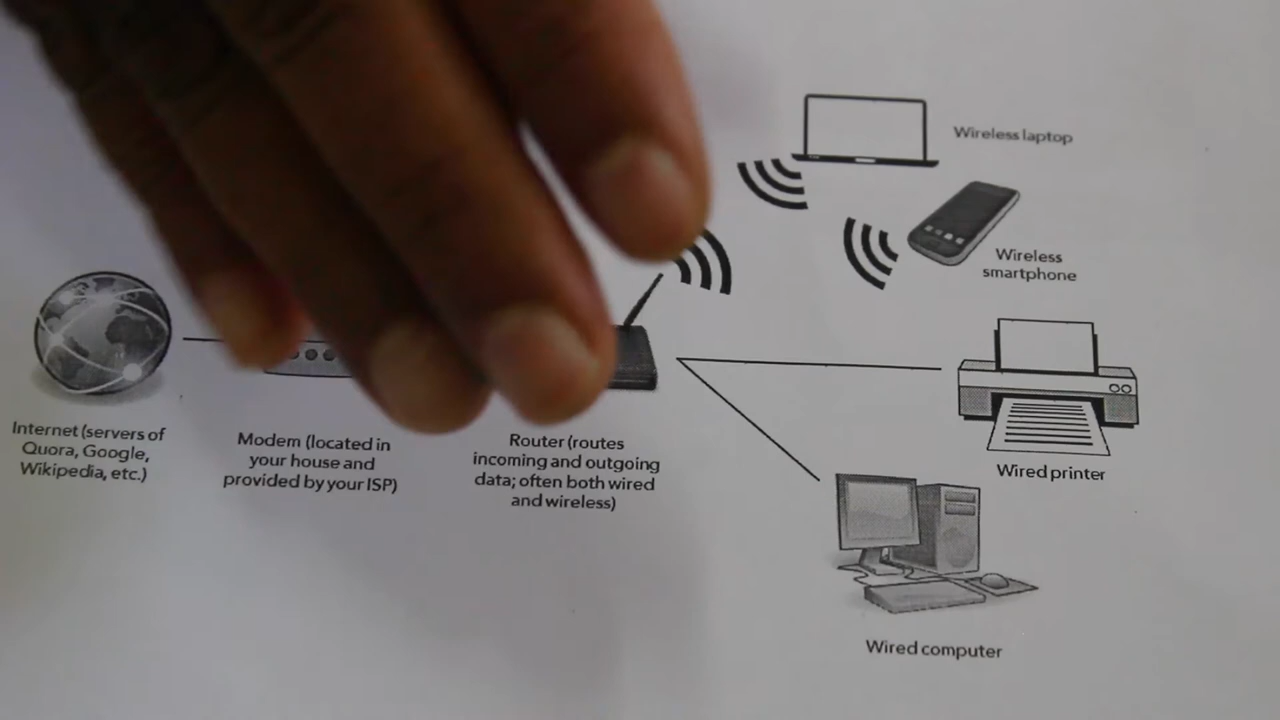 Wireless laptop
Wireless
smartphone
Internet (servers of
Quora, Google,
Wikipedia, etc.)
Modem (located in
your house and
provided by your ISP)
Router (routes
incoming and outgoing
data; often both wired
and wireless)
Wired printer
Wired computer